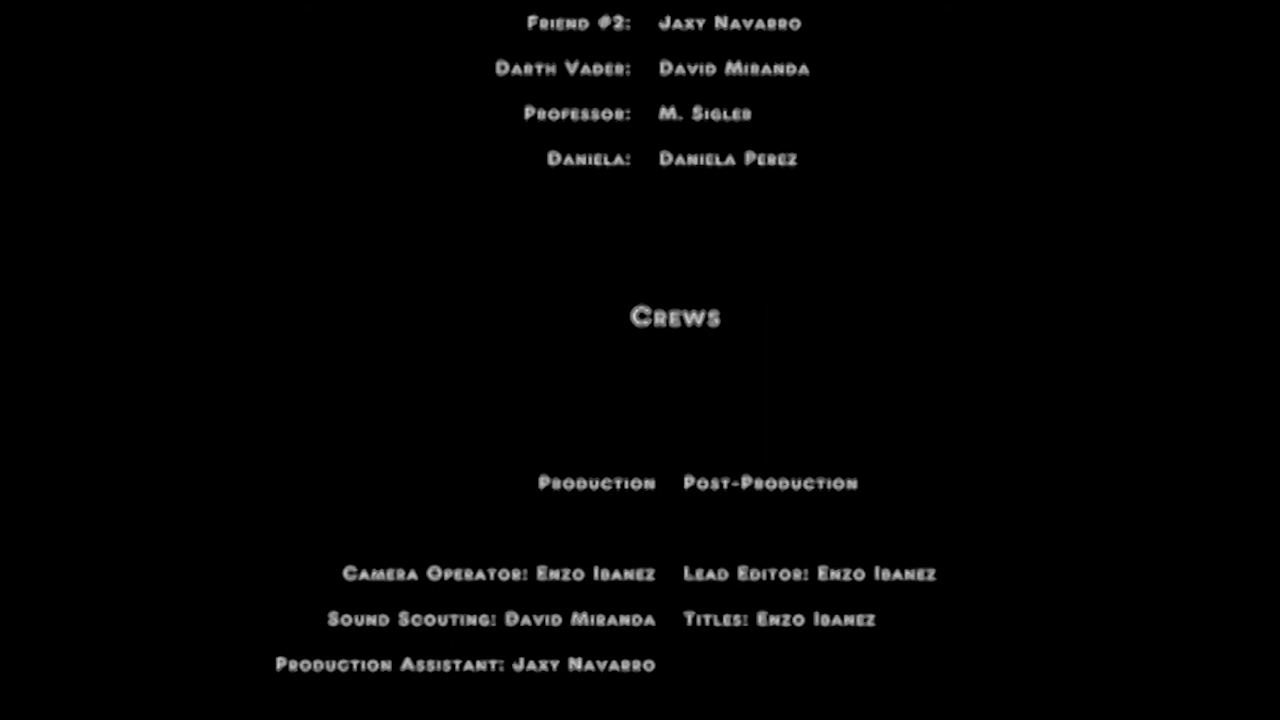 Friend #2: Jaxy Navarro
Darth Vader: David Miranda
Professor: M. Sigler
Daniela: Daniela Perez
Crews
Production Post-Production
Camera Operator: Enzo Ibanez Lead Editor: Enzo Ibanez
Sound Scouting: David Miranda Titles: Enzo Ibanez
Production Assistant: Jaxy Navarro